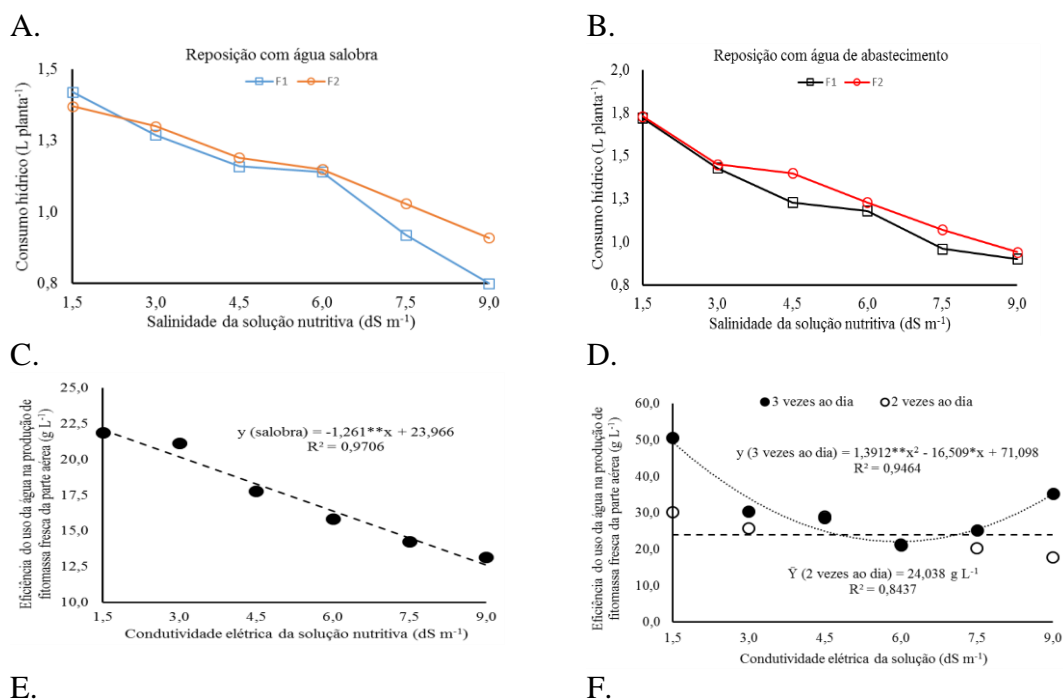 A.
Reposição com água salobra
F1 F2
Consumo hídrico (L planta⁻¹)
1,5
1,3
1,0
0,8
1,5 3,0 4,5 6,0 7,5 9,0
Salinidade da solução nutritiva (dS m⁻¹)
B.
Reposição com água de abastecimento
F1 F2
Consumo hídrico (L planta⁻¹)
2,0
1,8
1,5
1,3
1,0
0,8
1,5 3,0 4,5 6,0 7,5 9,0
Salinidade da solução nutritiva (dS m⁻¹)
C.
Eficiência do uso da água na produção de
fitomassa fresca da parte aérea (g L⁻¹)
25,0
22,5
20,0
17,5
15,0
12,5
10,0
y (salobra) = -1,261**x + 23,966
R² = 0,9706
1,5 3,0 4,5 6,0 7,5 9,0
Condutividade elétrica da solução nutritiva (dS m⁻¹)
D.
3 vezes ao dia 2 vezes ao dia
Eficiência do uso da água na produção de
fitomassa fresca da parte aérea (g L⁻¹)
60,0
50,0
40,0
30,0
20,0
10,0
0,0
y (3 vezes ao dia) = 1,3912**x² - 16,509*x + 71,098
R² = 0,9464
Ȳ (2 vezes ao dia) = 24,038 g L⁻¹
R² = 0,8437
1,5 3,0 4,5 6,0 7,5 9,0
Condutividade elétrica da solução (dS m⁻¹)
E.
F.